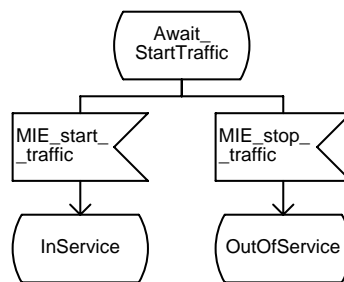 Await_
StartTraffic
MIE_start_
_traffic
MIE_stop_
_traffic
InService
OutOfService